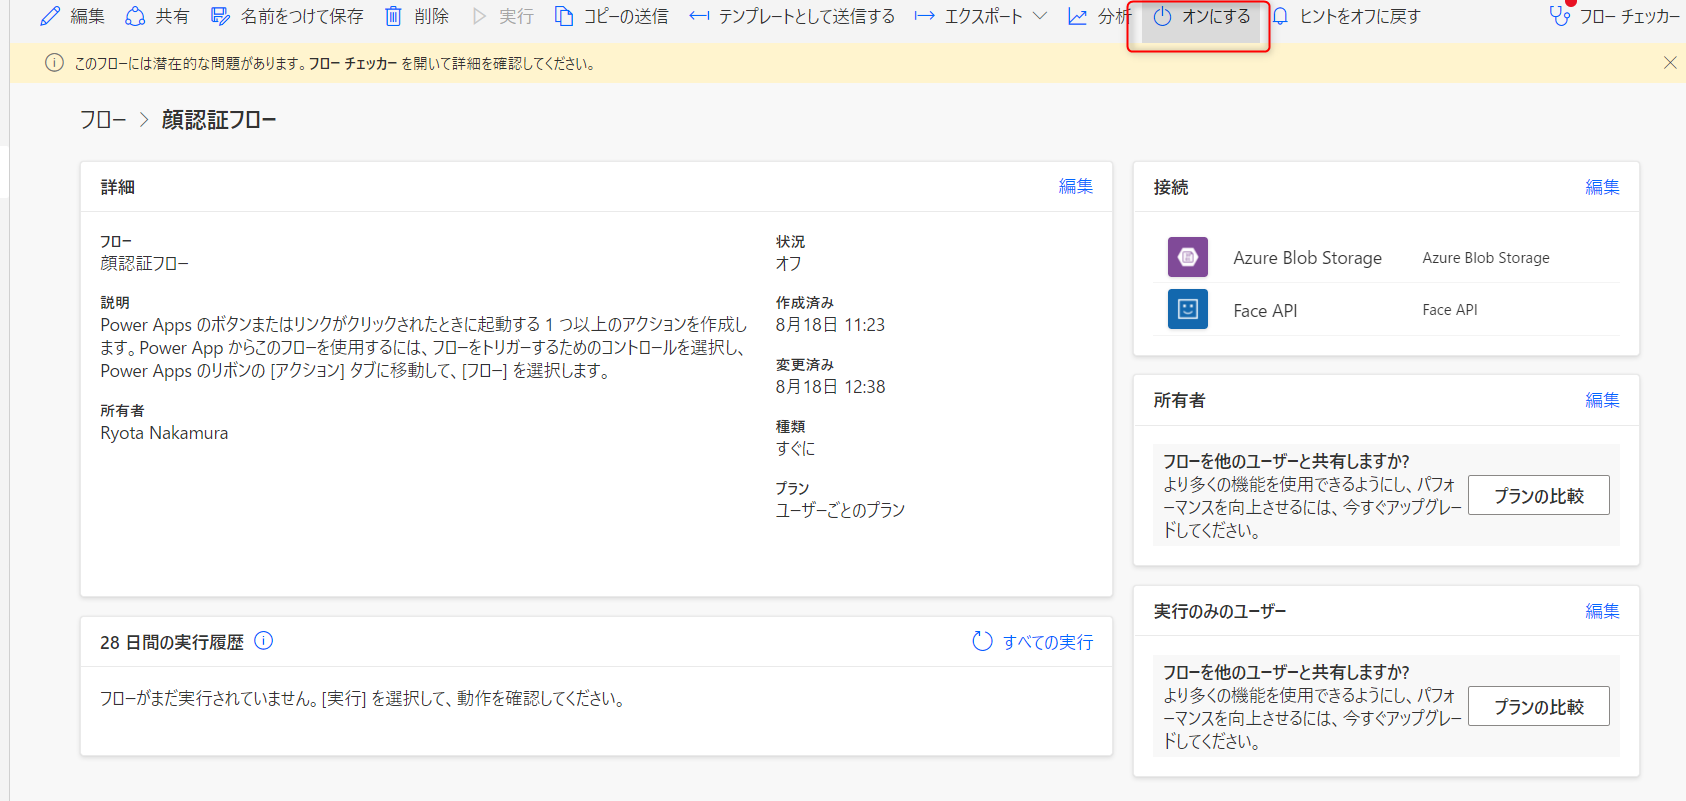 編集 共有 名前をつけて保存 削除 実行 コピーの送信 テンプレートとして送信する エクスポート 分析 オンにする ヒントをオフに戻す フロー チェッカー
このフローには潜在的な問題があります。フロー チェッカー を開いて詳細を確認してください。
フロー > 顔認証フロー
詳細 編集
フロー
顔認証フロー
説明
Power Apps のボタンまたはリンクがクリックされたときに起動する 1 つ以上のアクションを作成し
ます。Power App からこのフローを使用するには、フローをトリガーするためのコントロールを選択し、
Power Apps のリボンの [アクション] タブに移動して、[フロー] を選択します。
所有者
Ryota Nakamura
状況
オフ
作成済み
8月18日 11:23
変更済み
8月18日 12:38
種類
すぐに
プラン
ユーザーごとのプラン
28 日間の実行履歴 すべての実行
フローがまだ実行されていません。[実行] を選択して、動作を確認してください。
接続 編集
Azure Blob Storage Azure Blob Storage
Face API Face API
所有者 編集
フローを他のユーザーと共有しますか?
より多くの機能を使用できるようにし、パフォ
ーマンスを向上させるには、今すぐアップグレー
ドしてください。
プランの比較
実行のみのユーザー 編集
フローを他のユーザーと共有しますか?
より多くの機能を使用できるようにし、パフォ
ーマンスを向上させるには、今すぐアップグレー
ドしてください。
プランの比較